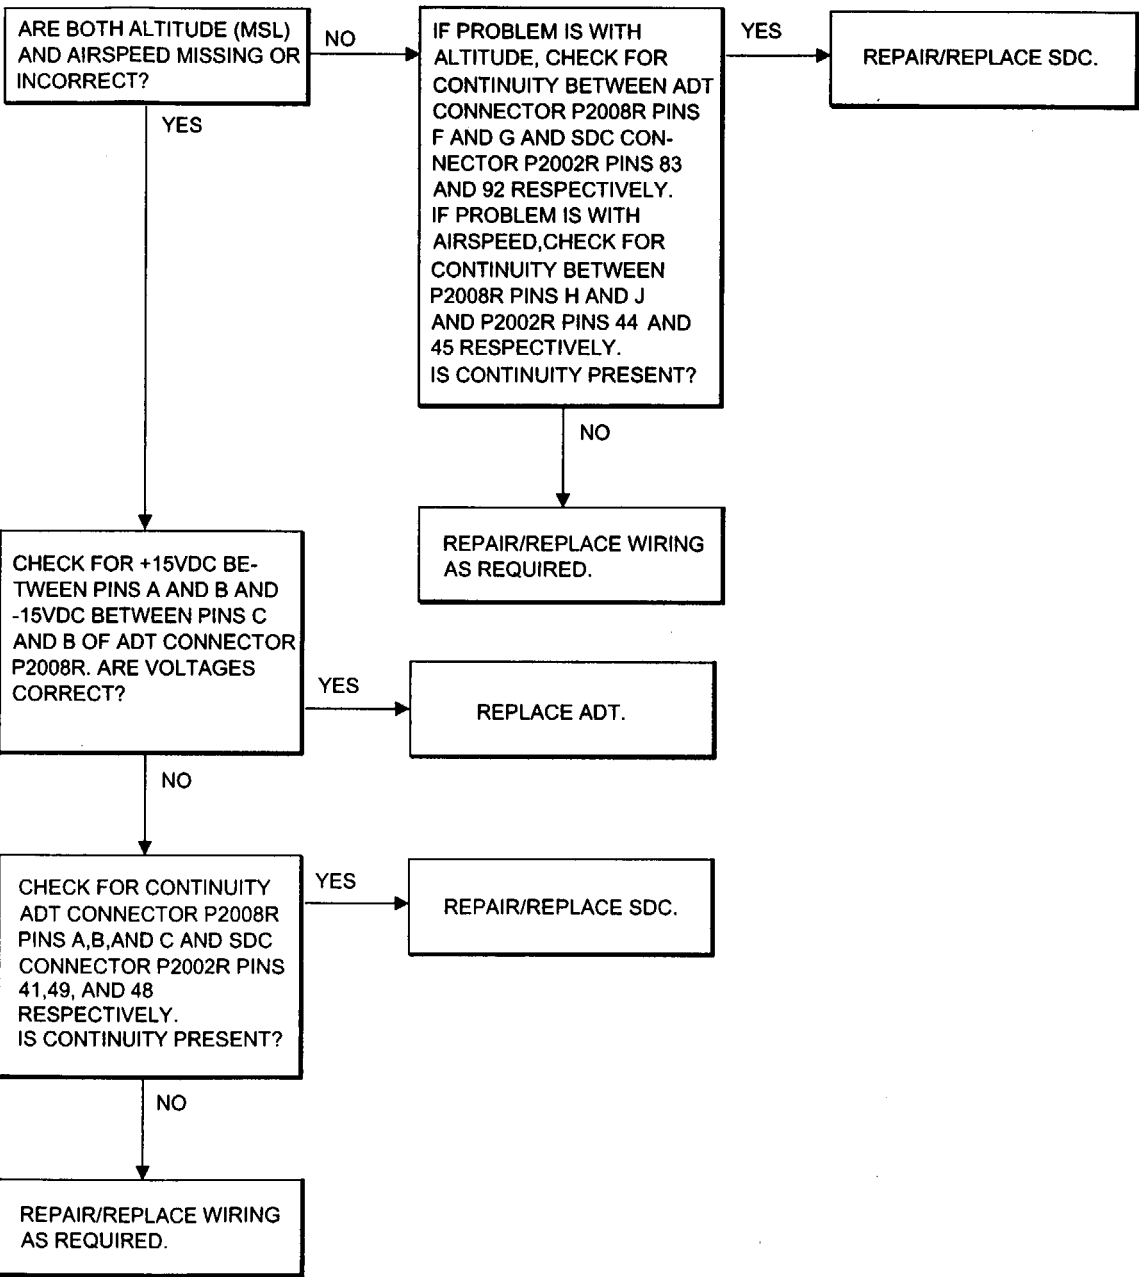 ARE BOTH ALTITUDE (MSL)
AND AIRSPEED MISSING OR
INCORRECT?
NO
YES
IF PROBLEM IS WITH
ALTITUDE, CHECK FOR
CONTINUITY BETWEEN ADT
CONNECTOR P2008R PINS
F AND G AND SDC CON-
NECTOR P2002R PINS 83
AND 92 RESPECTIVELY.
IF PROBLEM IS WITH
AIRSPEED,CHECK FOR
CONTINUITY BETWEEN
P2008R PINS H AND J
AND P2002R PINS 44 AND
45 RESPECTIVELY.
IS CONTINUITY PRESENT?
YES
REPAIR/REPLACE SDC.
NO
REPAIR/REPLACE WIRING
AS REQUIRED.
CHECK FOR +15VDC BE-
TWEEN PINS A AND B AND
-15VDC BETWEEN PINS C
AND B OF ADT CONNECTOR
P2008R. ARE VOLTAGES
CORRECT?
YES
REPLACE ADT.
NO
CHECK FOR CONTINUITY
ADT CONNECTOR P2008R
PINS A,B,AND C AND SDC
CONNECTOR P2002R PINS
41,49, AND 48
RESPECTIVELY.
IS CONTINUITY PRESENT?
YES
REPAIR/REPLACE SDC.
NO
REPAIR/REPLACE WIRING
AS REQUIRED.